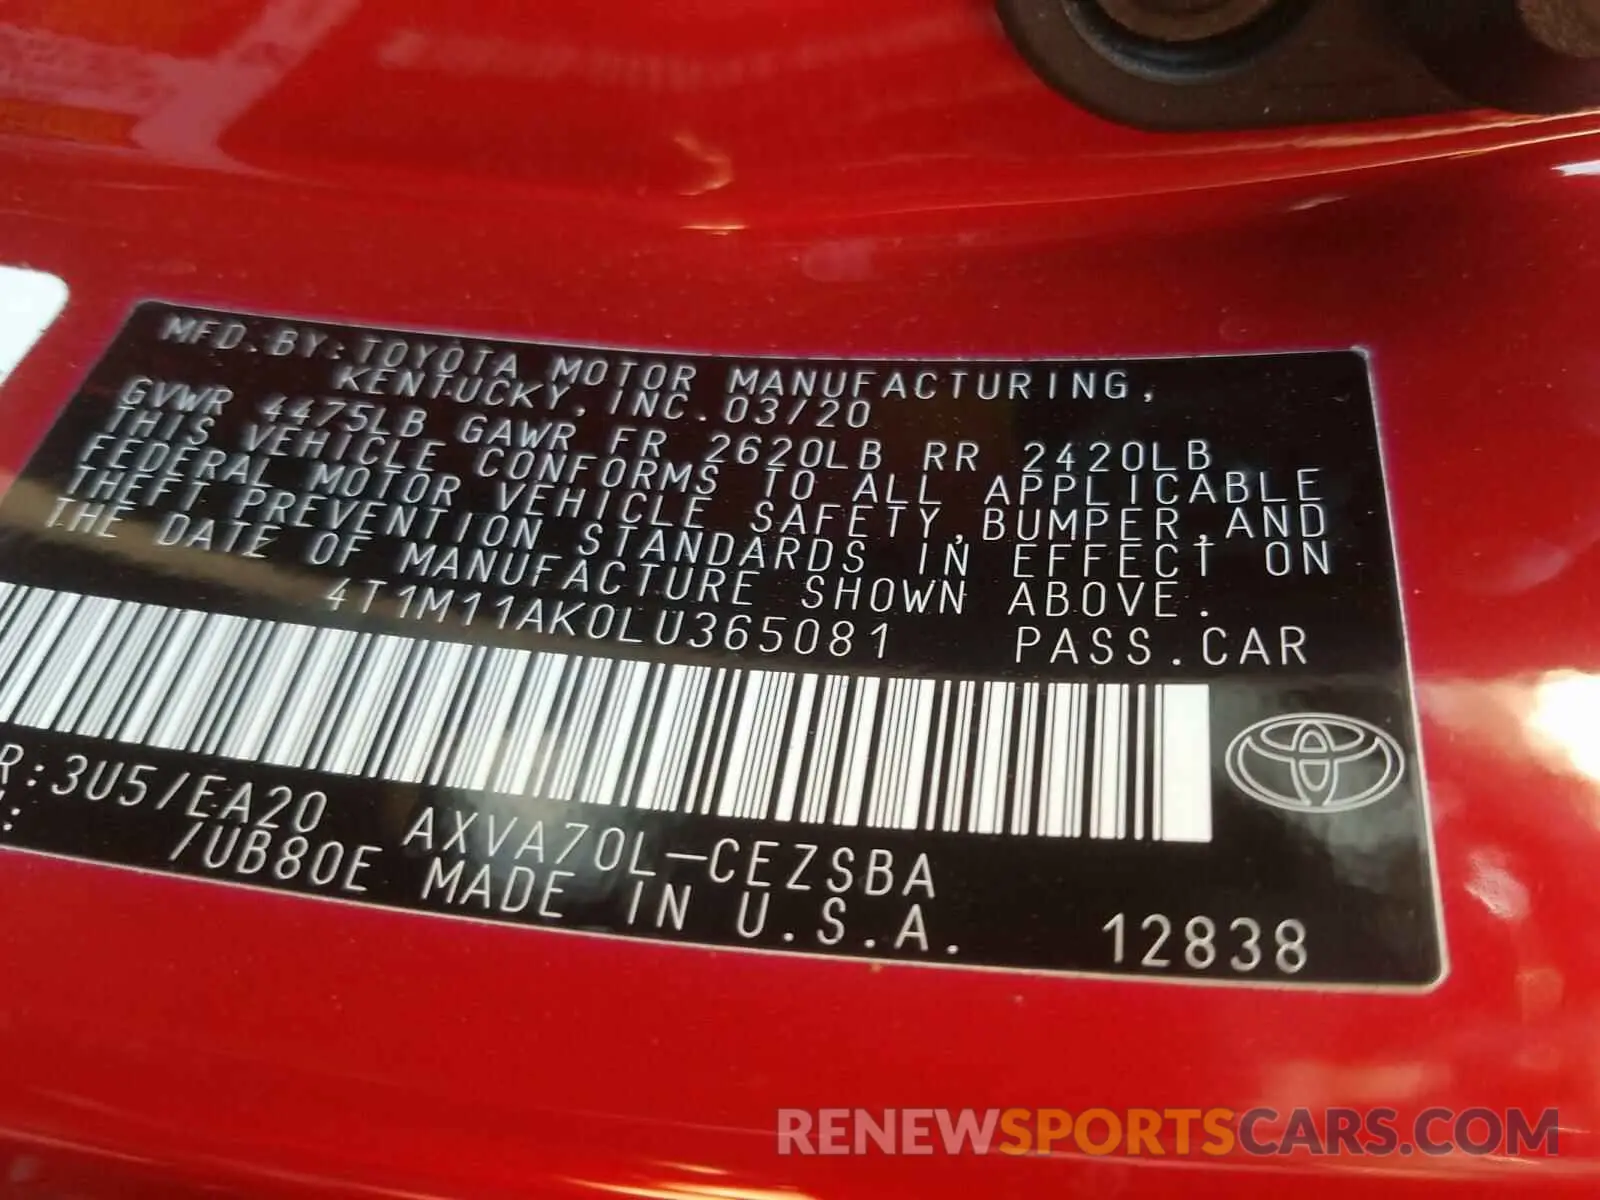 MFD.BY:TOYOTA MOTOR MANUFACTURING,
KENTUCKY, INC. 03/20
GVWR 4475LB GAWR FR 2620LB RR 2420LB
THIS VEHICLE CONFORMS TO ALL APPLICABLE
FEDERAL MOTOR VEHICLE SAFETY,BUMPER,AND
THEFT PREVENTION STANDARDS IN EFFECT ON
THE DATE OF MANUFACTURE SHOWN ABOVE.
4T1M11AK0LU365081 PASS.CAR
R:3U5/EA20 AXVA70L-CEZSBA
/UB80E MADE IN U.S.A. 12838
RENEWSPORTSCARS.COM